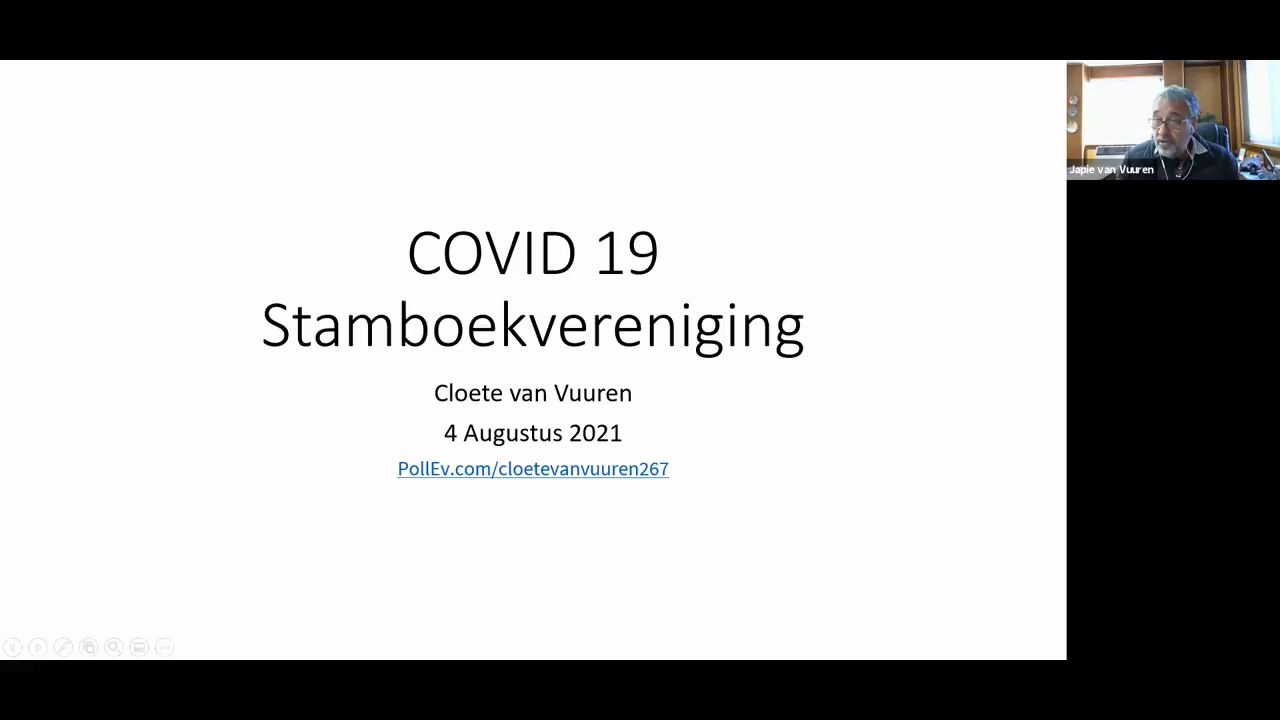 COVID 19
Stamboekvereniging
Cloete van Vuuren
4 Augustus 2021
PollEv.com/cloetevanvuuren267
Japie van Vuuren